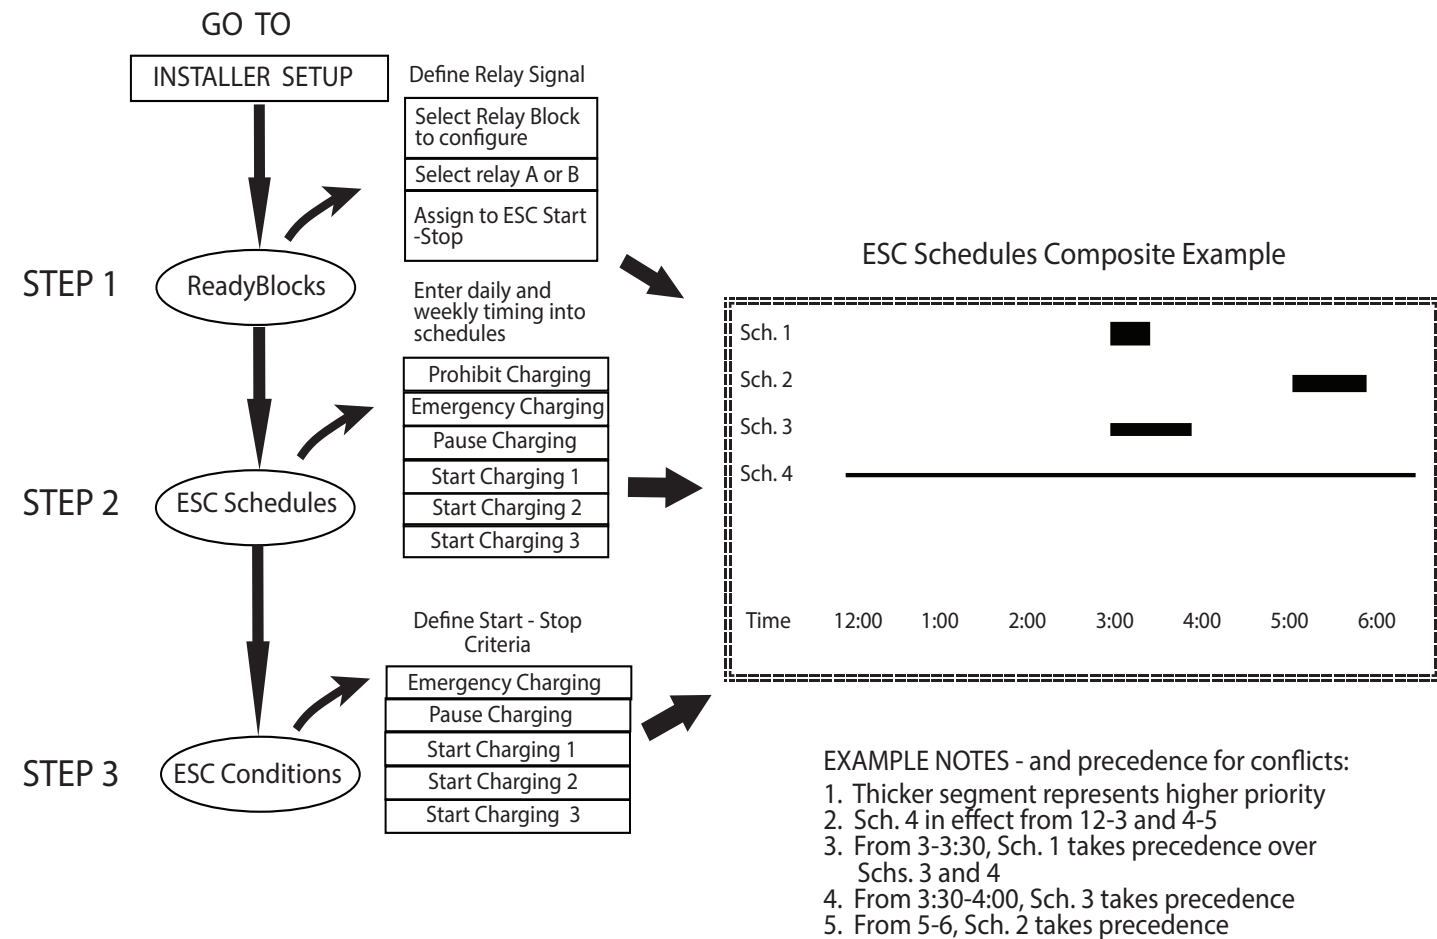 GO TO
INSTALLER SETUP
Define Relay Signal
Select Relay Block
to configure
Select relay A or B
Assign to ESC Start
-Stop
STEP 1
ReadyBlocks
Enter daily and
weekly timing into
schedules
Prohibit Charging
Emergency Charging
Pause Charging
Start Charging 1
Start Charging 2
Start Charging 3
STEP 2
ESC Schedules
Define Start - Stop
Criteria
Emergency Charging
Pause Charging
Start Charging 1
Start Charging 2
Start Charging 3
STEP 3
ESC Conditions
ESC Schedules Composite Example
Sch. 1
Sch. 2
Sch. 3
Sch. 4
Time 12:00 1:00 2:00 3:00 4:00 5:00 6:00
EXAMPLE NOTES - and precedence for conflicts:
1. Thicker segment represents higher priority
2. Sch. 4 in effect from 12-3 and 4-5
3. From 3-3:30, Sch. 1 takes precedence over
Schs. 3 and 4
4. From 3:30-4:00, Sch. 3 takes precedence
5. From 5-6, Sch. 2 takes precedence